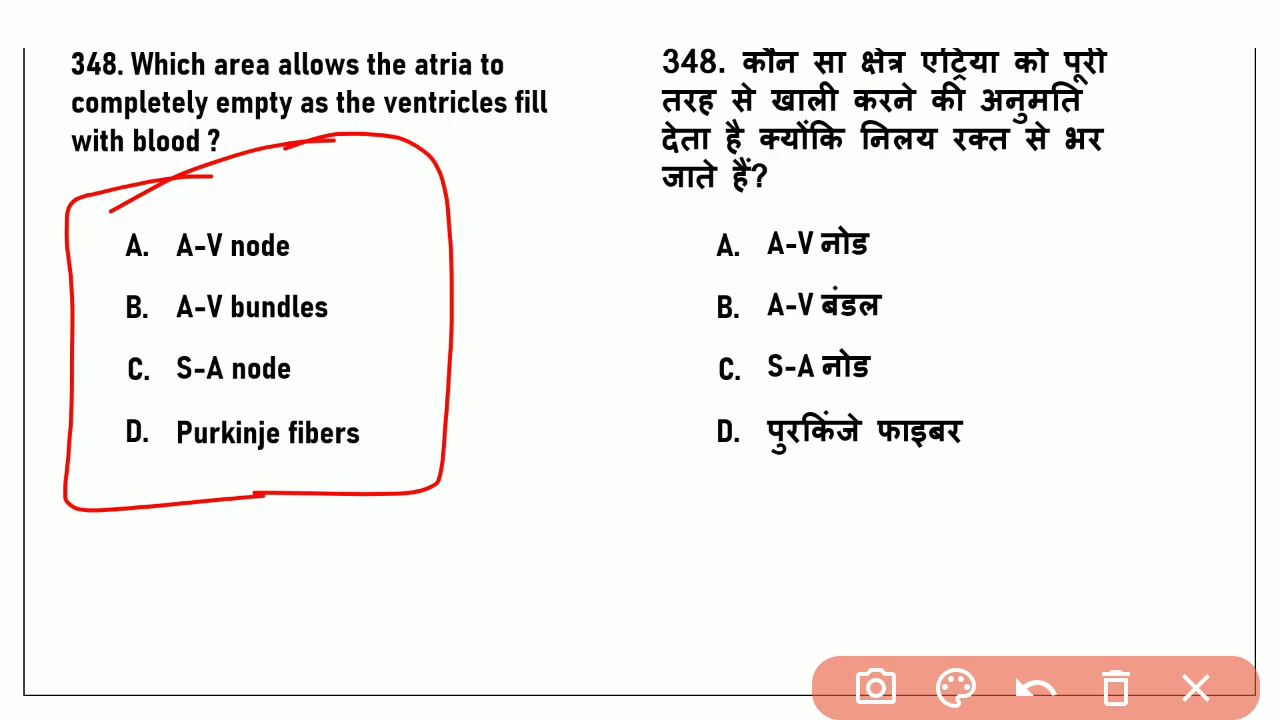 348. Which area allows the atria to
completely empty as the ventricles fill
with blood ?
A. A-V node
B. A-V bundles
C. S-A node
D. Purkinje fibers
348. कौन सा क्षेत्र एट्रिया को पूरी
तरह से खाली करने की अनुमति
देता है क्योंकि निलय रक्त से भर
जाते हैं?
A. A-V नोड
B. A-V बंडल
C. S-A नोड
D. पुरकिंजे फाइबर